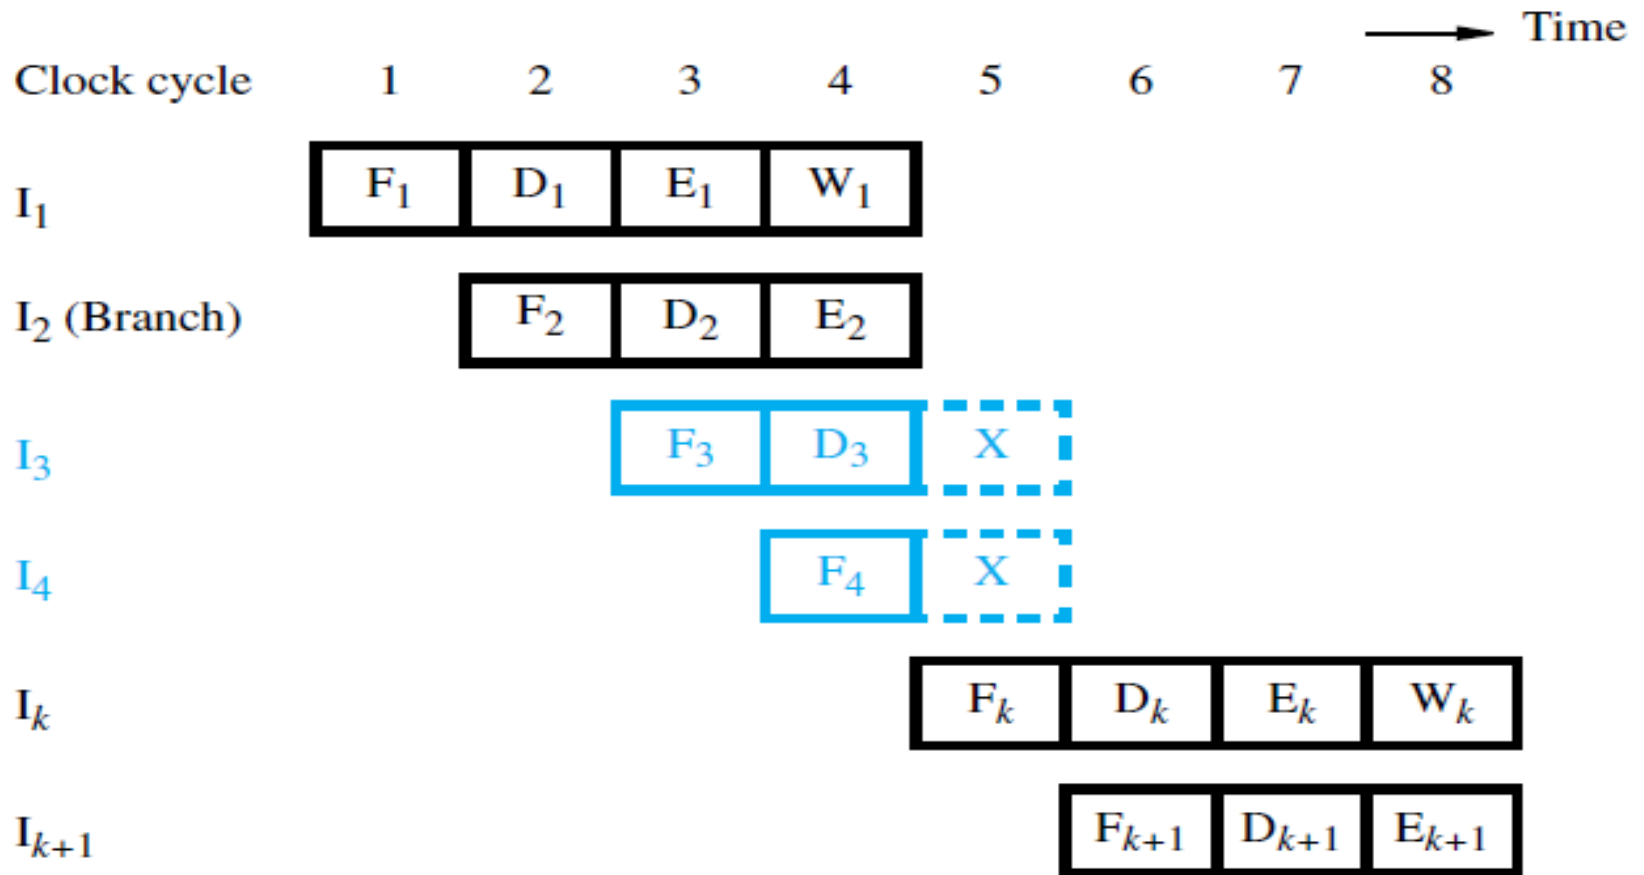 Time
Clock cycle 1 2 3 4 5 6 7 8
I₁ F₁ D₁ E₁ W₁
I₂ (Branch) F₂ D₂ E₂
I₃ F₃ D₃ X
I₄ F₄ X
Iₖ Fₖ Dₖ Eₖ Wₖ
Iₖ₊₁ Fₖ₊₁ Dₖ₊₁ Eₖ₊₁